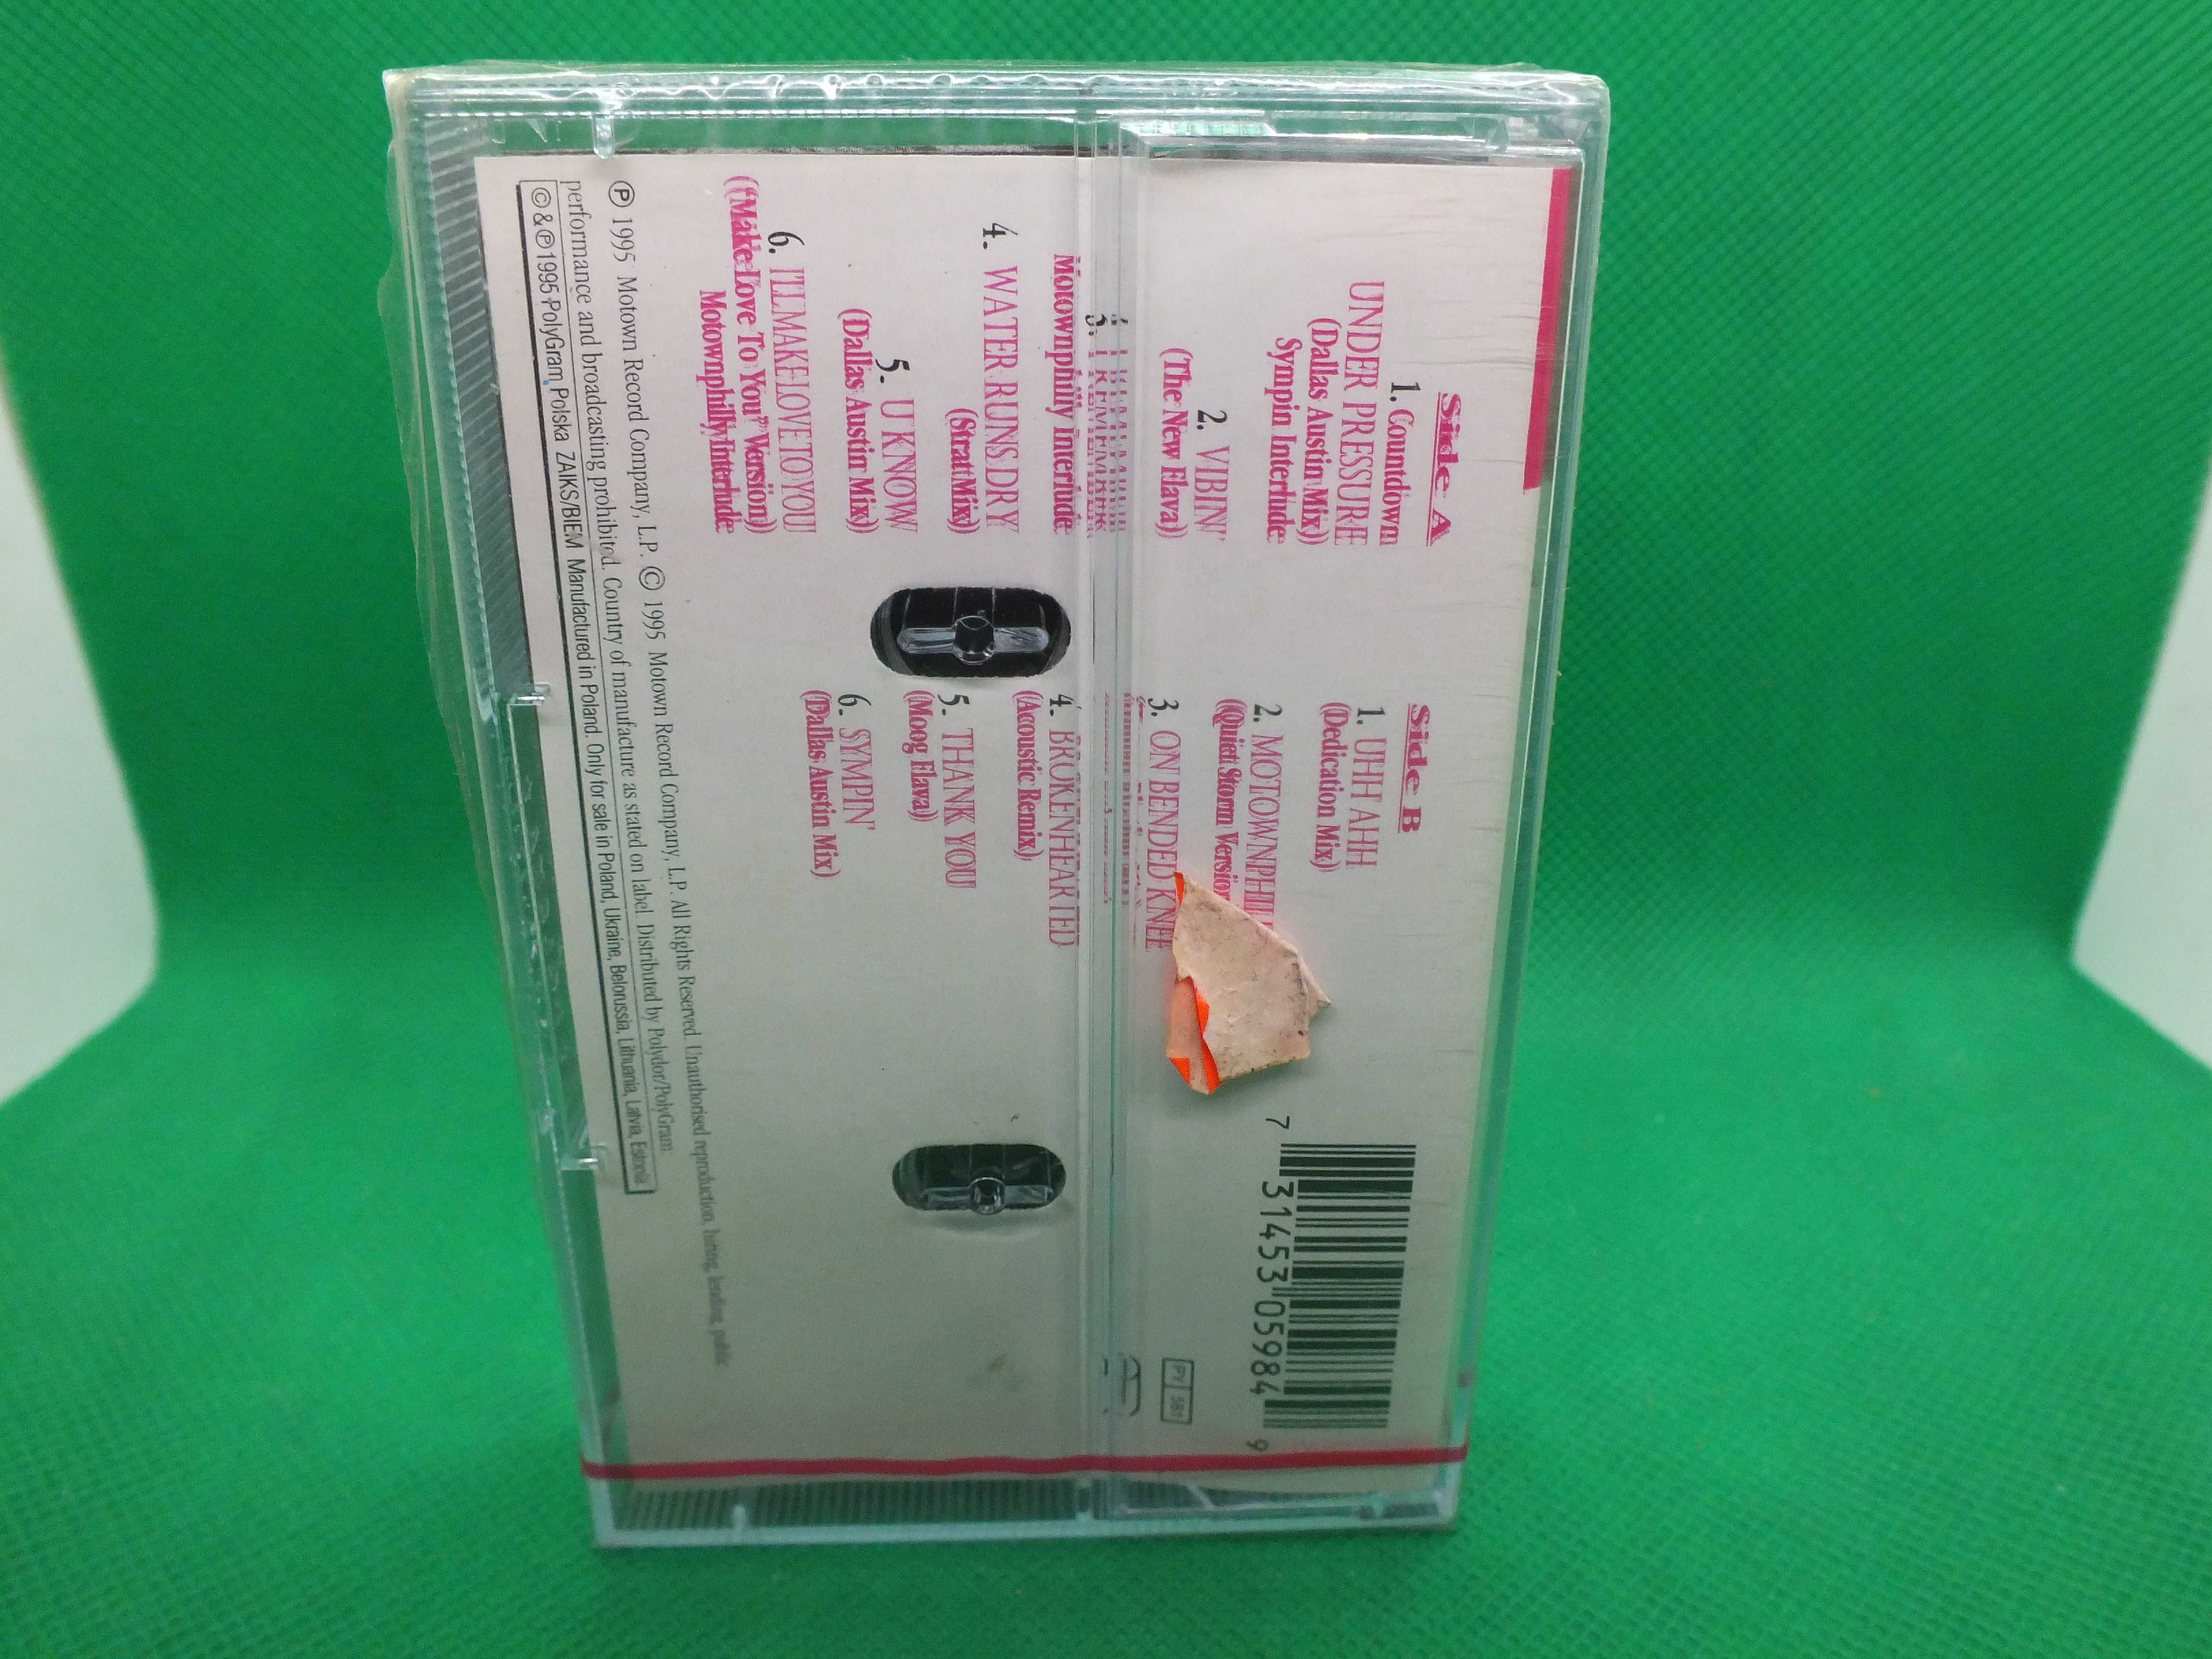 Side A
1. Countdown
UNDER PRESSURE
(Dallas Austin Mix)
Sympin Interlude
2. VIBIN'
(The New Flava)
3. I REMEMBER
Motownphilly Interlude
4. WATER RUNS DRY
(Strat Mix)
5. U KNOW
(Dallas Austin Mix)
6. I'LL MAKE LOVE TO YOU
("Make Love To You" Version)
Motownphilly Interlude
Side B
1. UHH AHH
(Dedication Mix)
2. MOTOWNPHIL
(Quiet Storm Version
3. ON BENDED KNEE
4. BROKENHEARTED
(Acoustic Remix)
5. THANK YOU
(Moog Flava)
6. SYMPIN'
(Dallas Austin Mix)
7 31453 05984 9
PY 581
Ⓟ 1995 Motown Record Company, L.P. © 1995 Motown Record Company, L.P. All Rights Reserved. Unauthorised reproduction, hiring, lending, public
performance and broadcasting prohibited. Country of manufacture as stated on label. Distributed by Polydor/PolyGram.
© & Ⓟ 1995 PolyGram Polska ZAIKS/BIEM Manufactured in Poland. Only for sale in Poland, Ukraine, Belorussia, Lithuania, Latvia, Estonia